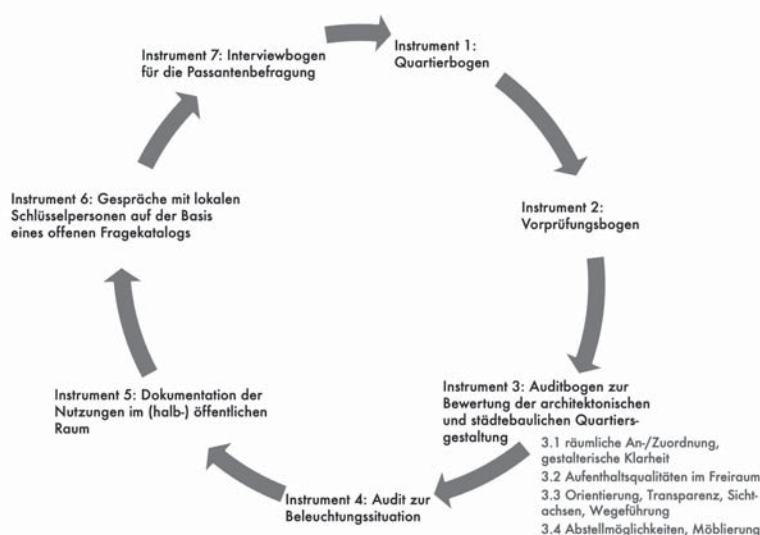 Instrument 1:
Quartierbogen
Instrument 2:
Vorprüfungsbogen
Instrument 3: Auditbogen zur
Bewertung der architektonischen
und städtebaulichen Quartiers-
gestaltung
3.1 räumliche An-/Zuordnung,
gestalterische Klarheit
3.2 Aufenthaltsqualitäten im Freiraum
3.3 Orientierung, Transparenz, Sicht-
achsen, Wegeführung
3.4 Abstellmöglichkeiten, Möblierung
Instrument 4: Audit zur
Beleuchtungssituation
Instrument 5: Dokumentation der
Nutzungen im (halb-) öffentlichen
Raum
Instrument 6: Gespräche mit lokalen
Schlüsselpersonen auf der Basis
eines offenen Fragekatalogs
Instrument 7: Interviewbogen
für die Passantenbefragung